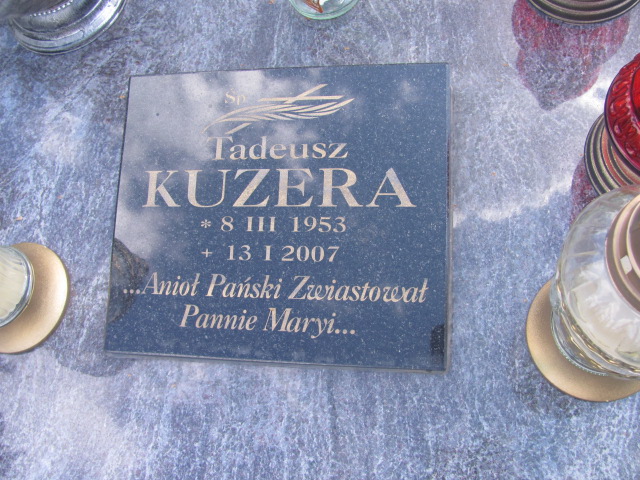 Śp.
Tadeusz
KUZERA
* 8 III 1953
+ 13 I 2007
...Anioł Pański Zwiastował
Pannie Maryi...